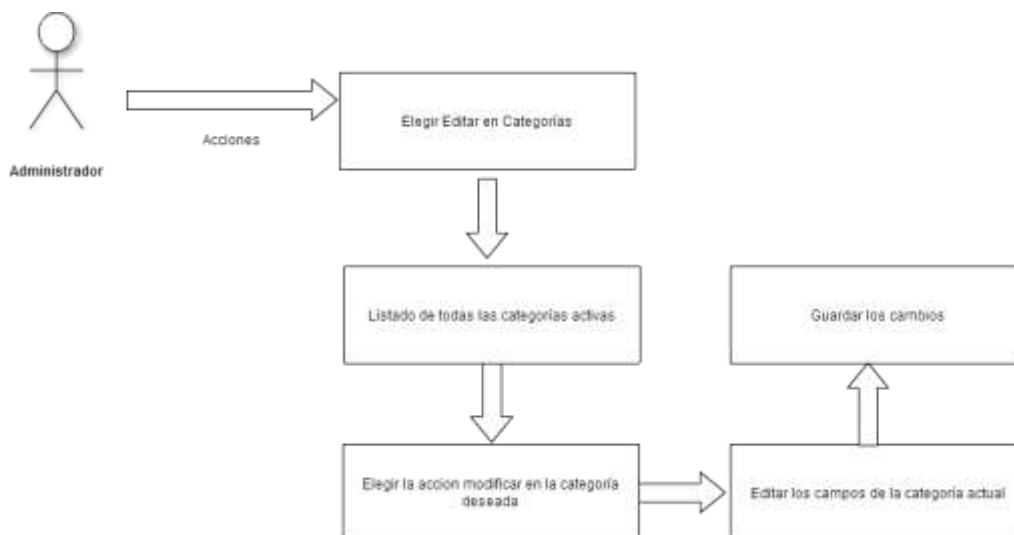 Administrador
Acciones
Elegir Editar en Categorías
Listado de todas las categorías activas
Guardar los cambios
Elegir la accion modificar en la categoría
deseada
Editar los campos de la categoría actual